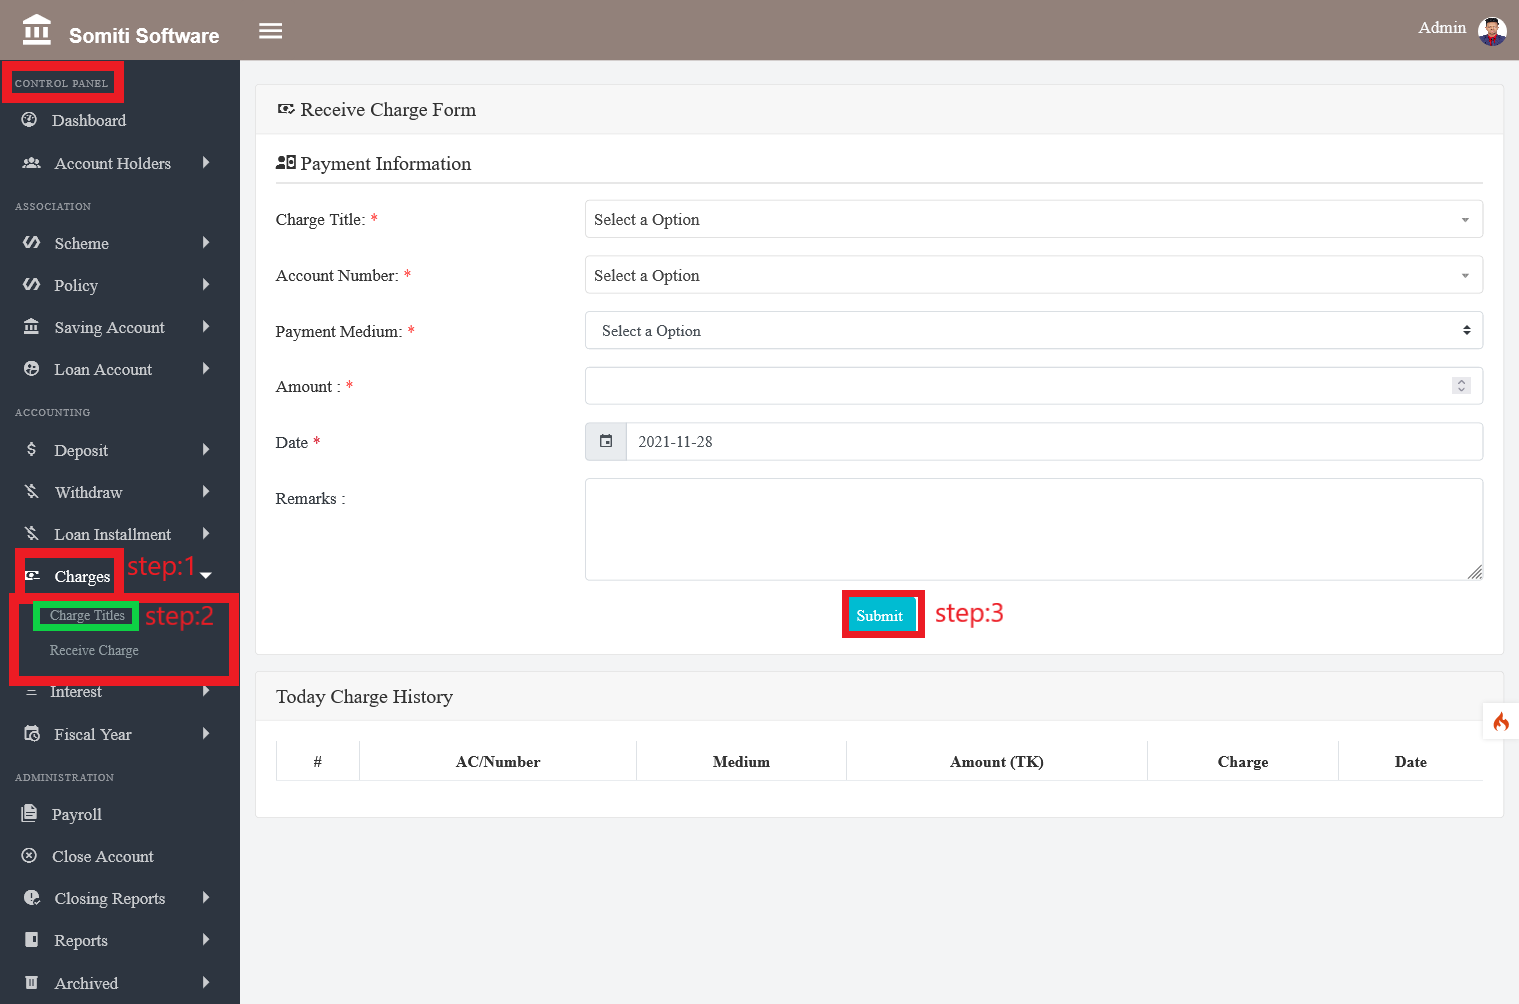 Somiti Software
Admin
CONTROL PANEL
Dashboard
Account Holders
ASSOCIATION
Scheme
Policy
Saving Account
Loan Account
ACCOUNTING
Deposit
Withdraw
Loan Installment
Charges step:1
Charge Titles step:2
Receive Charge
Interest
Fiscal Year
ADMINISTRATION
Payroll
Close Account
Closing Reports
Reports
Archived
Receive Charge Form
Payment Information
Charge Title: * Select a Option
Account Number: * Select a Option
Payment Medium: * Select a Option
Amount : *
Date * 2021-11-28
Remarks :
Submit step:3
Today Charge History
# AC/Number Medium Amount (TK) Charge Date